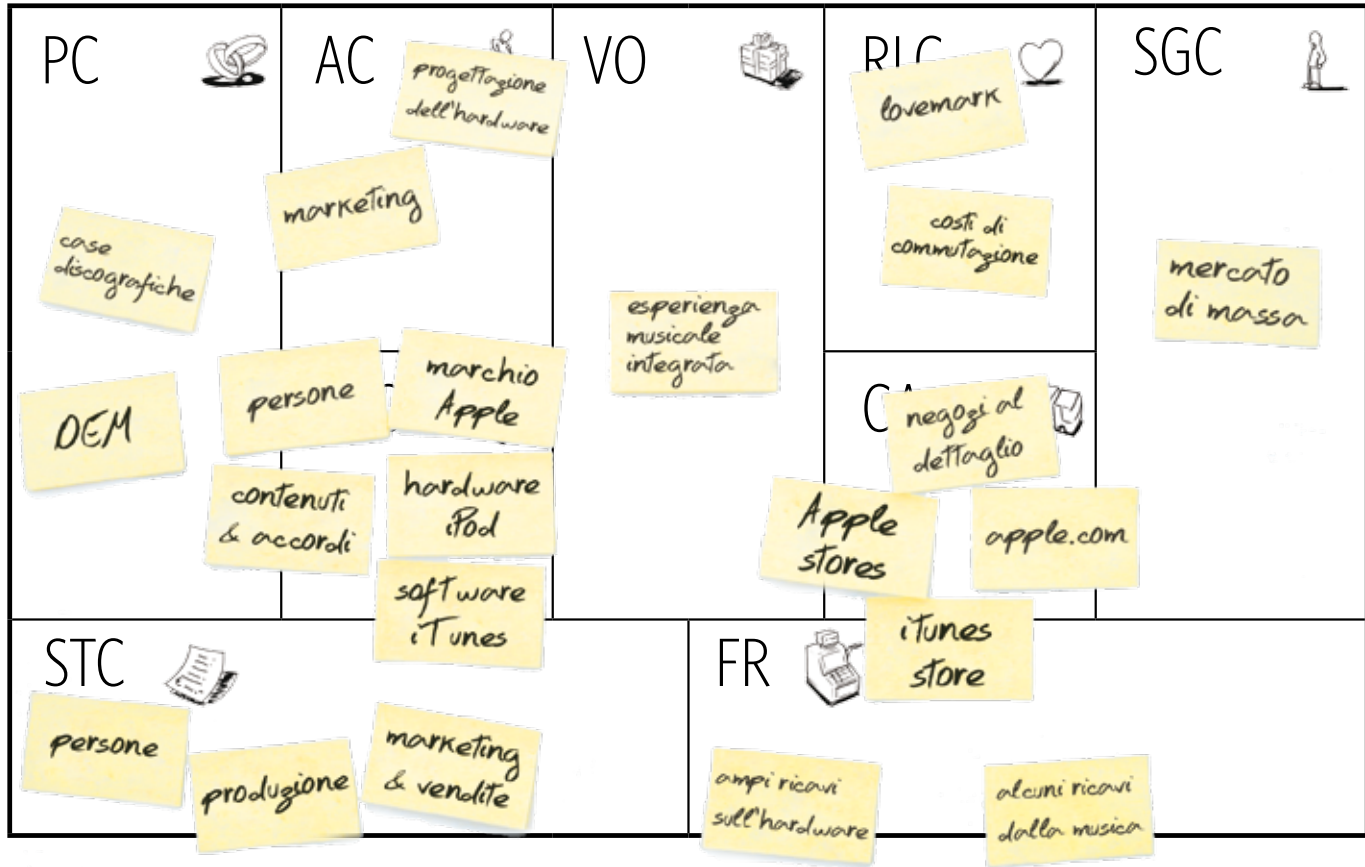 PC
case
discografiche
DEM
AC
progettazione
dell'hardware
marketing
persone
marchio
Apple
contenuti
& accordi
hardware
iPod
software
iTunes
VO
esperienza
musicale
integrata
lovemark
costi di
commutazione
negozi al
dettaglio
Apple
stores
apple.com
iTunes
store
SGC
mercato
di massa
STC
persone
produzione
marketing
& vendite
FR
ampi ricavi
sull'hardware
alcuni ricavi
dalla musica